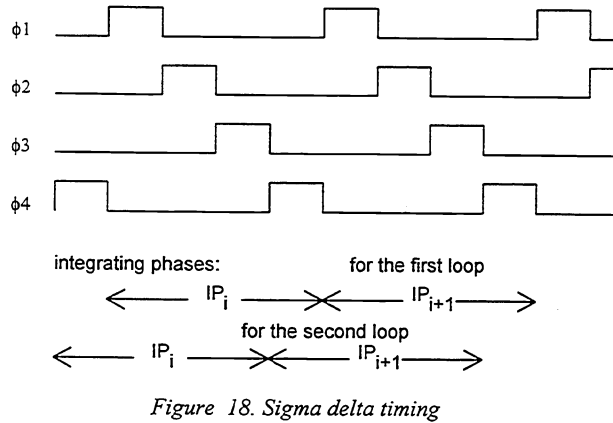 ϕ1
ϕ2
ϕ3
ϕ4
integrating phases: for the first loop
IPi IPi+1
for the second loop
IPi IPi+1
Figure 18. Sigma delta timing